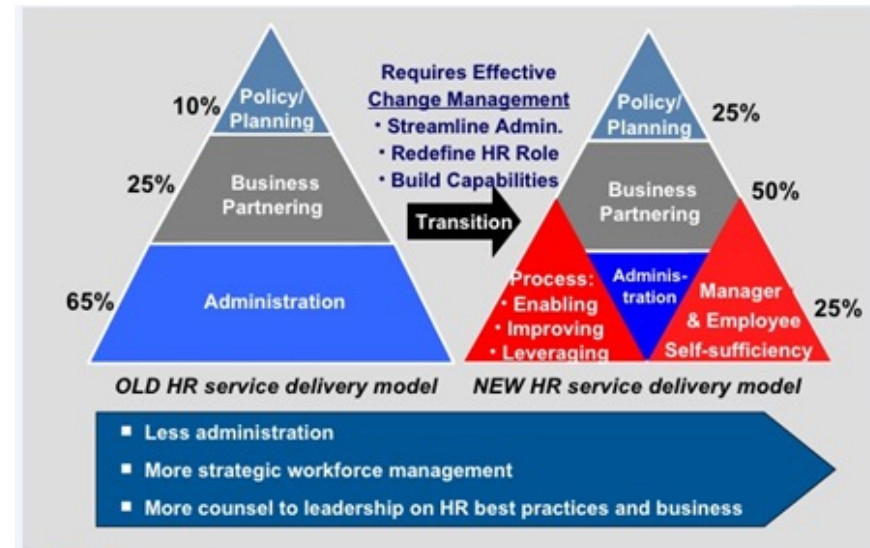 10%
Policy/
Planning
25%
Business
Partnering
65%
Administration
OLD HR service delivery model
Requires Effective
Change Management
• Streamline Admin.
• Redefine HR Role
• Build Capabilities
Transition
Policy/
Planning
25%
Business
Partnering
50%
Process:
• Enabling
• Improving
• Leveraging
Adminis-
tration
Manager
& Employee
Self-sufficiency
25%
NEW HR service delivery model
■ Less administration
■ More strategic workforce management
■ More counsel to leadership on HR best practices and business